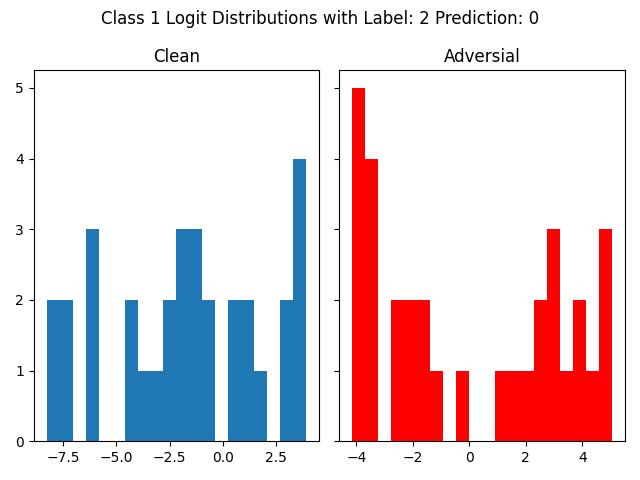 Class 1 Logit Distributions with Label: 2 Prediction: 0
Clean
Adversial
5
4
3
2
1
0
−7.5 −5.0 −2.5 0.0 2.5
−4 −2 0 2 4